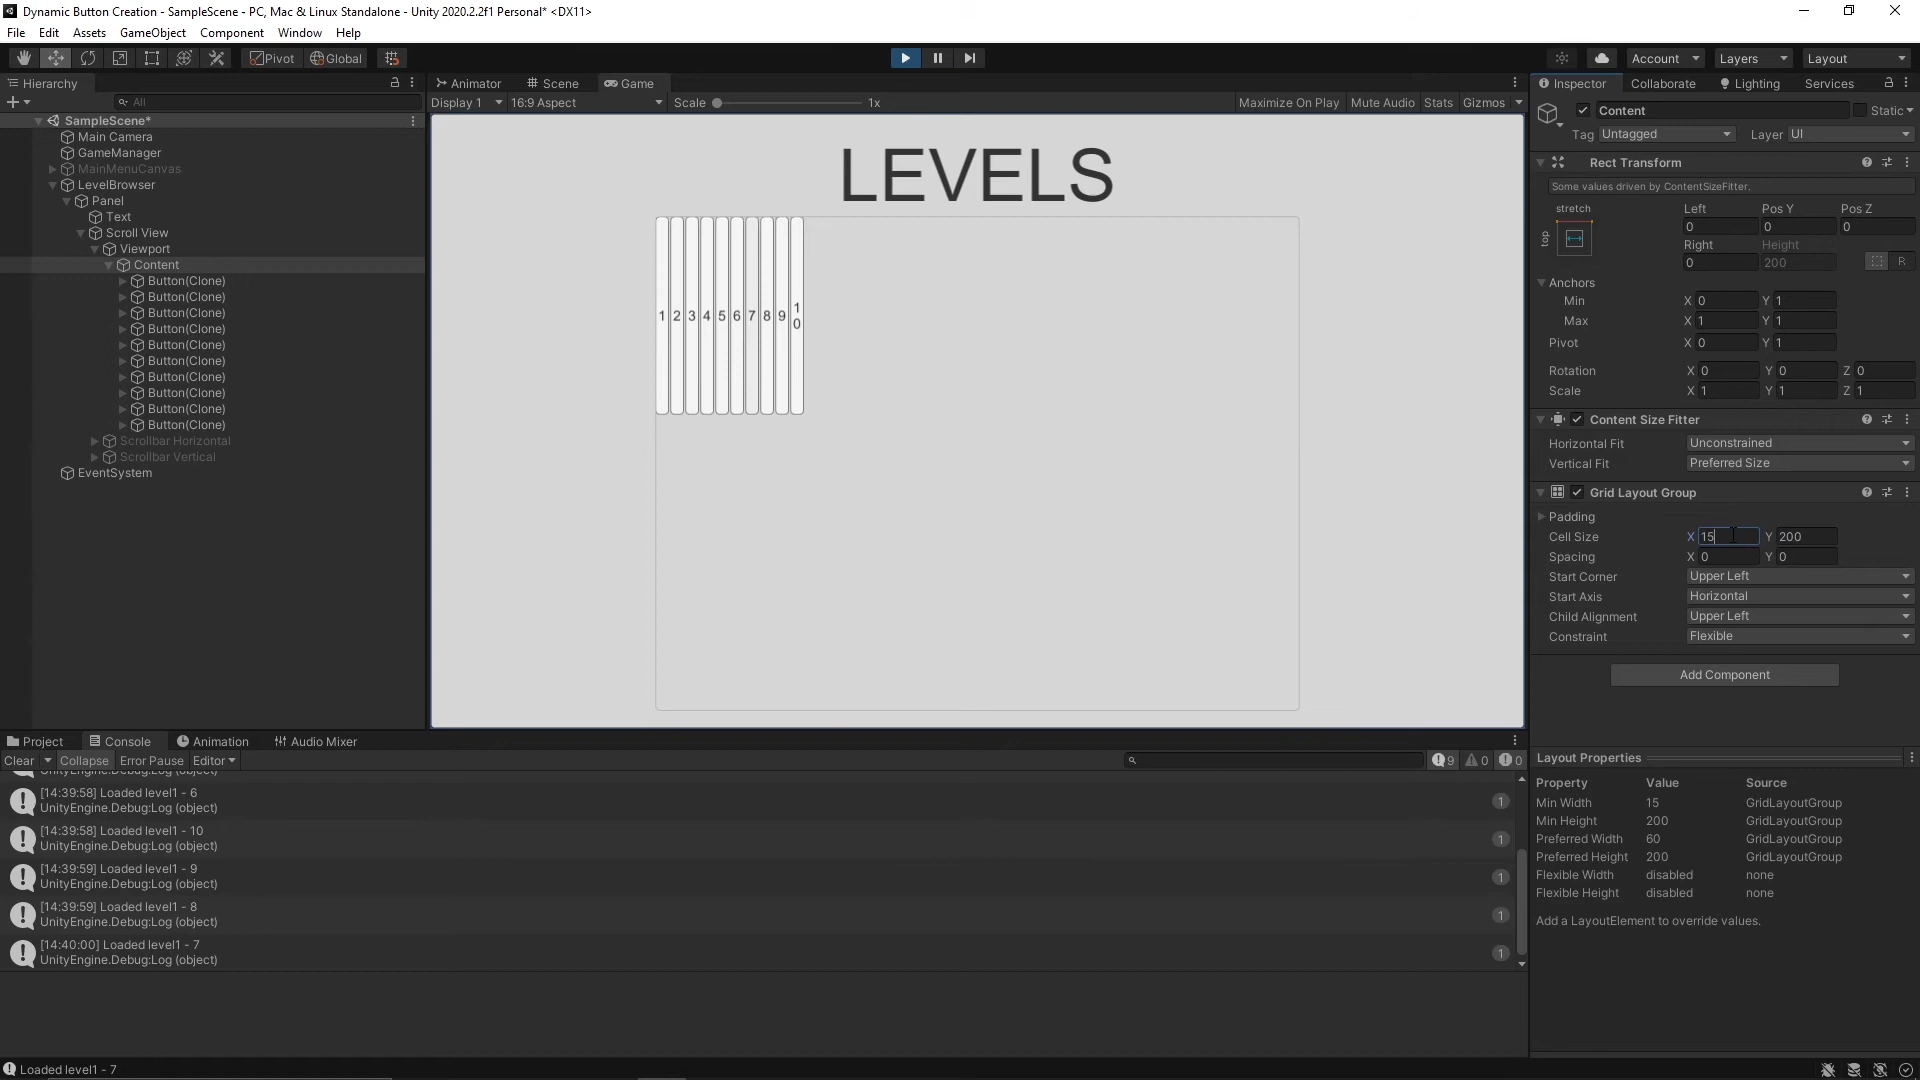 Dynamic Button Creation - SampleScene - PC, Mac & Linux Standalone - Unity 2020.2.2f1 Personal* <DX11>
File Edit Assets GameObject Component Window Help
Pivot Global Account Layers Layout
Hierarchy
All
SampleScene*
Main Camera
GameManager
MainMenuCanvas
LevelBrowser
Panel
Text
Scroll View
Viewport
Content
Button(Clone)
Button(Clone)
Button(Clone)
Button(Clone)
Button(Clone)
Button(Clone)
Button(Clone)
Button(Clone)
Button(Clone)
Button(Clone)
Scrollbar Horizontal
Scrollbar Vertical
EventSystem
Animator Scene Game
Display 1 16:9 Aspect Scale 1x Maximize On Play Mute Audio Stats Gizmos
LEVELS
1 2 3 4 5 6 7 8 9 10
Inspector Collaborate Lighting Services
Content Static
Tag Untagged Layer UI
Rect Transform
Some values driven by ContentSizeFitter.
stretch
top
Left Pos Y Pos Z
0 0 0
Right Height
0 200 R
Anchors
Min X 0 Y 1
Max X 1 Y 1
Pivot X 0 Y 1
Rotation X 0 Y 0 Z 0
Scale X 1 Y 1 Z 1
Content Size Fitter
Horizontal Fit Unconstrained
Vertical Fit Preferred Size
Grid Layout Group
Padding
Cell Size X 15 Y 200
Spacing X 0 Y 0
Start Corner Upper Left
Start Axis Horizontal
Child Alignment Upper Left
Constraint Flexible
Add Component
Layout Properties
Property Value Source
Min Width 15 GridLayoutGroup
Min Height 200 GridLayoutGroup
Preferred Width 60 GridLayoutGroup
Preferred Height 200 GridLayoutGroup
Flexible Width disabled none
Flexible Height disabled none
Add a LayoutElement to override values.
Project Console Animation Audio Mixer
Clear Collapse Error Pause Editor 9 0 0
UnityEngine.Debug:Log (object)
[14:39:58] Loaded level1 - 6
UnityEngine.Debug:Log (object)
1
[14:39:58] Loaded level1 - 10
UnityEngine.Debug:Log (object)
1
[14:39:59] Loaded level1 - 9
UnityEngine.Debug:Log (object)
1
[14:39:59] Loaded level1 - 8
UnityEngine.Debug:Log (object)
1
[14:40:00] Loaded level1 - 7
UnityEngine.Debug:Log (object)
1
Loaded level1 - 7